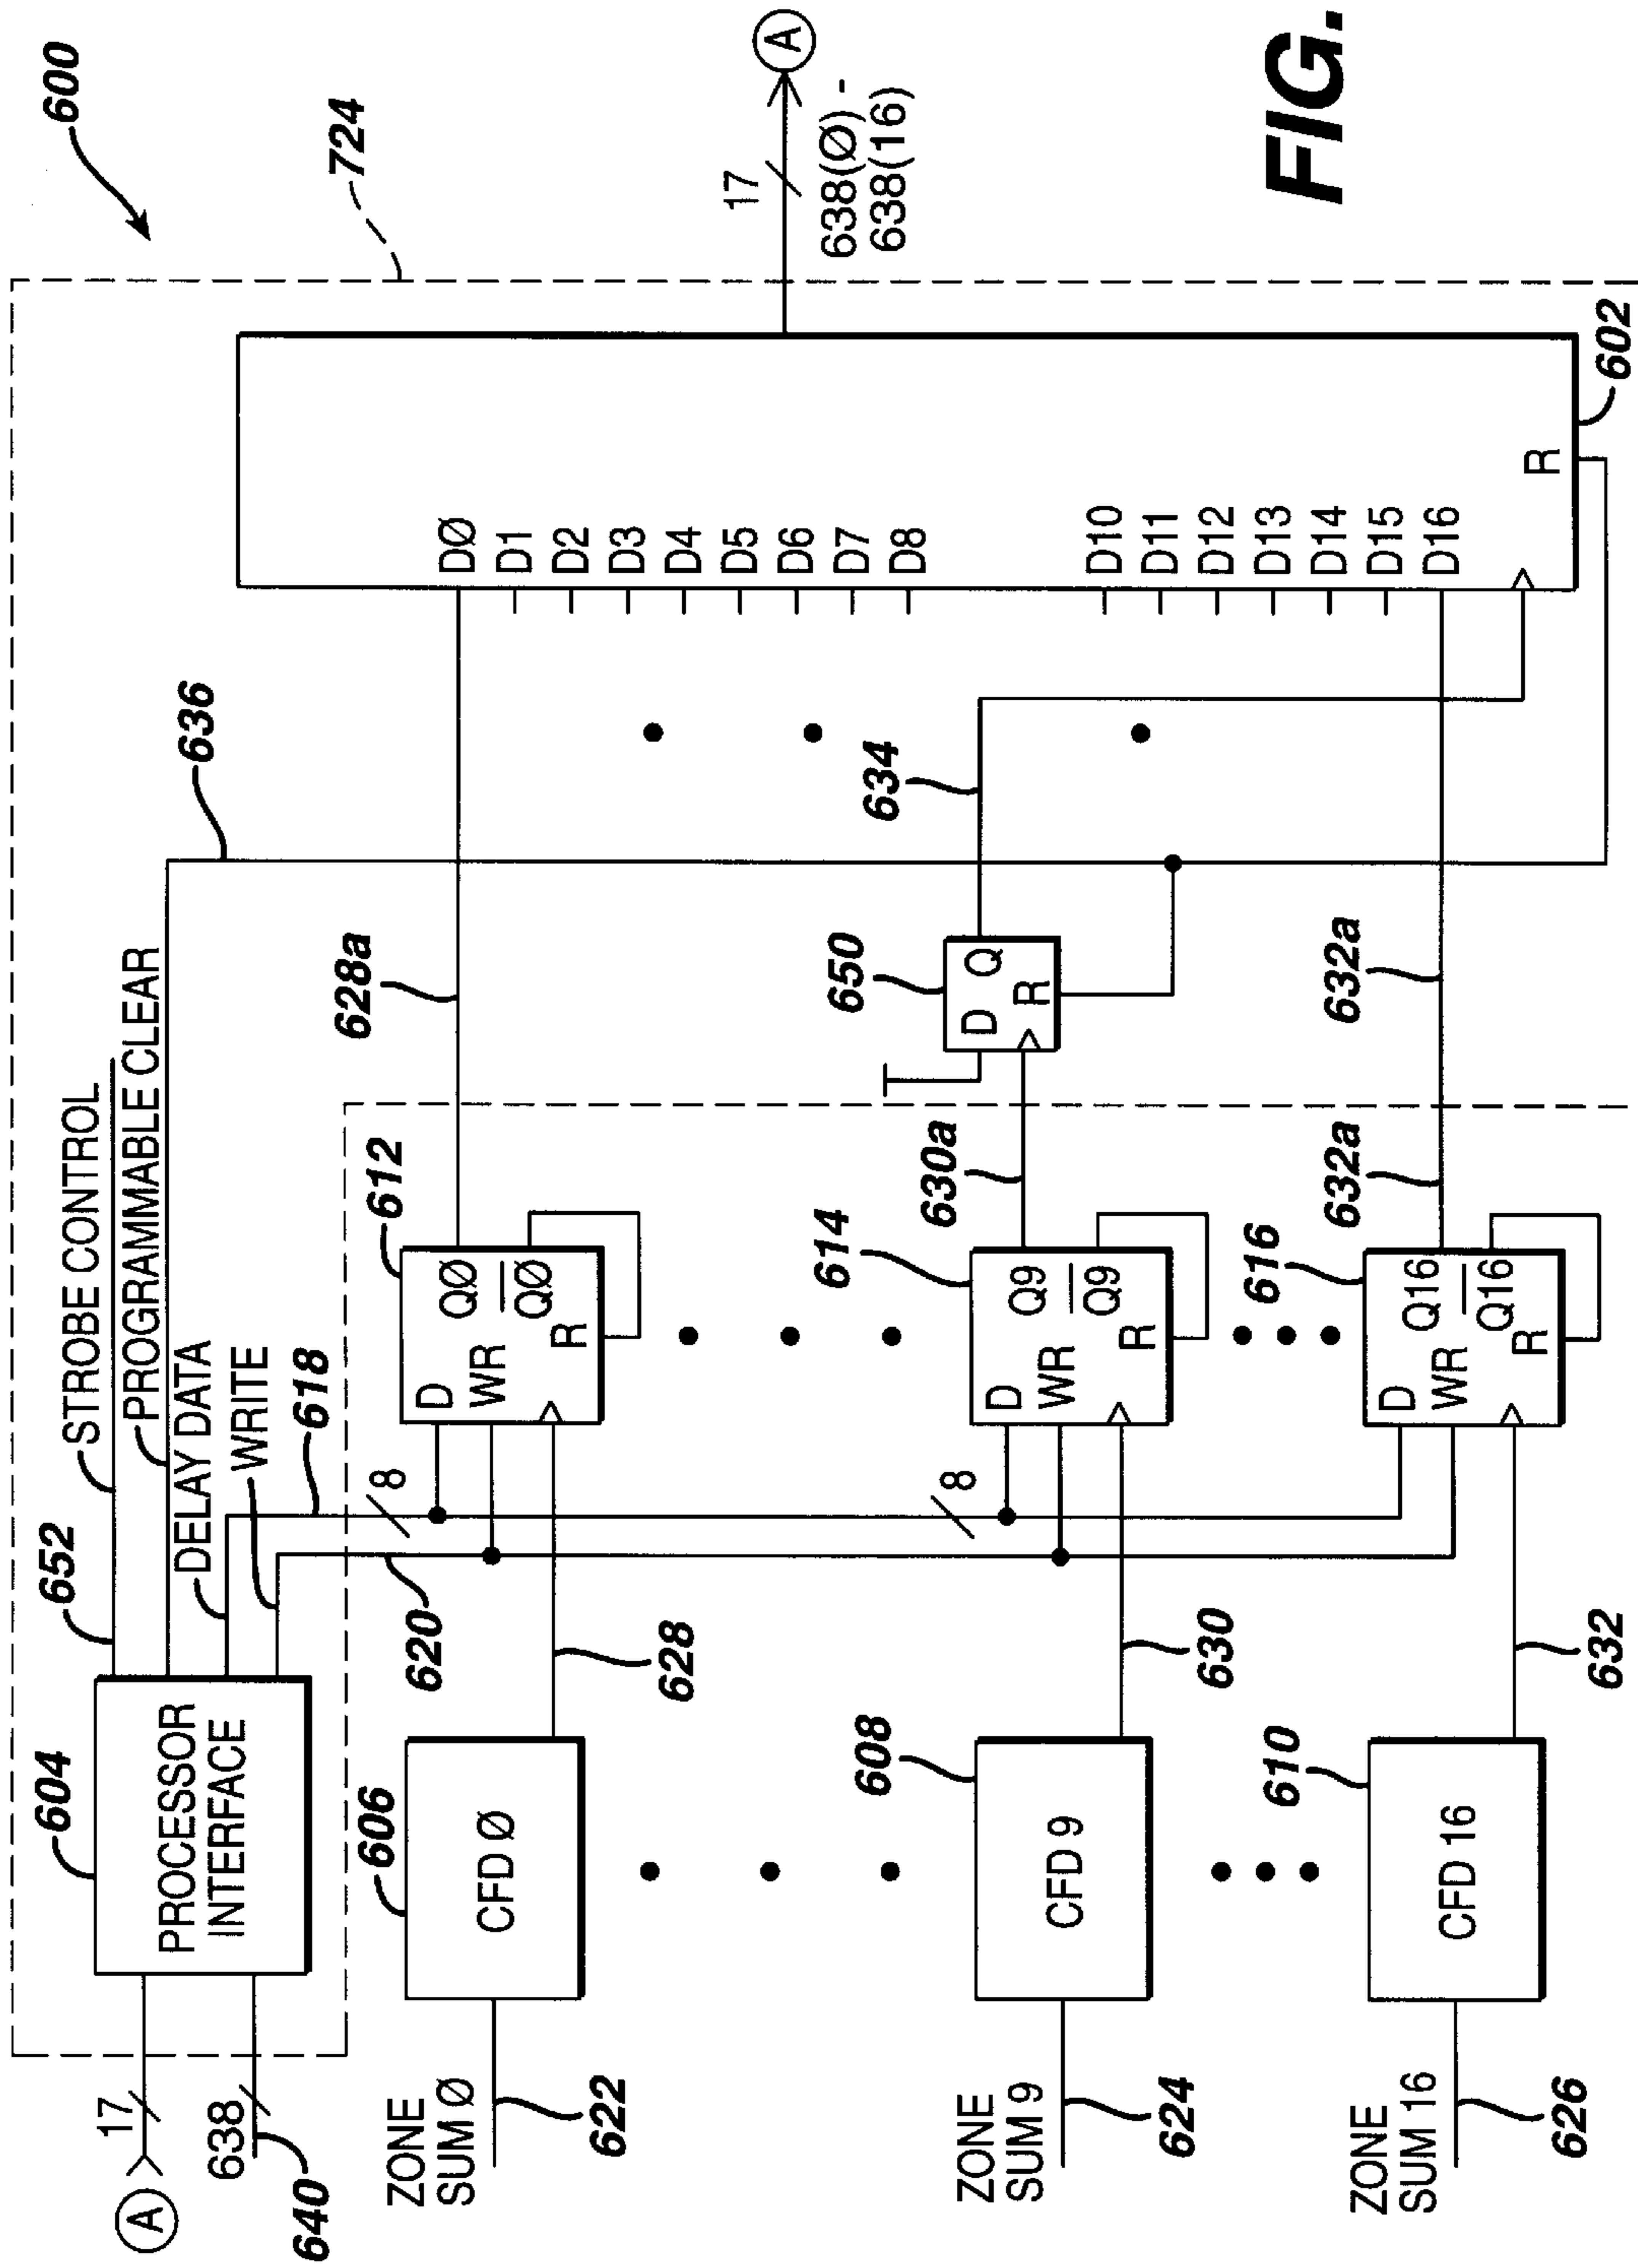 600
724
604
652
STROBE CONTROL
PROGRAMMABLE CLEAR
DELAY DATA
WRITE
618
636
PROCESSOR
INTERFACE
A
17
638
640
620
8
8
ZONE
SUM Ø
622
606
CFD Ø
628
612
D
WR
QØ
QØ
R
628a
DØ
D1
D2
D3
D4
D5
D6
D7
D8
D10
D11
D12
D13
D14
D15
D16
R
602
17
A
638(Ø) -
638(16)
ZONE
SUM 9
624
608
CFD 9
630
614
D
WR
Q9
Q9
R
630a
650
D
Q
R
634
ZONE
SUM 16
626
610
CFD 16
632
616
D
WR
Q16
Q16
R
632a
632a
FIG.